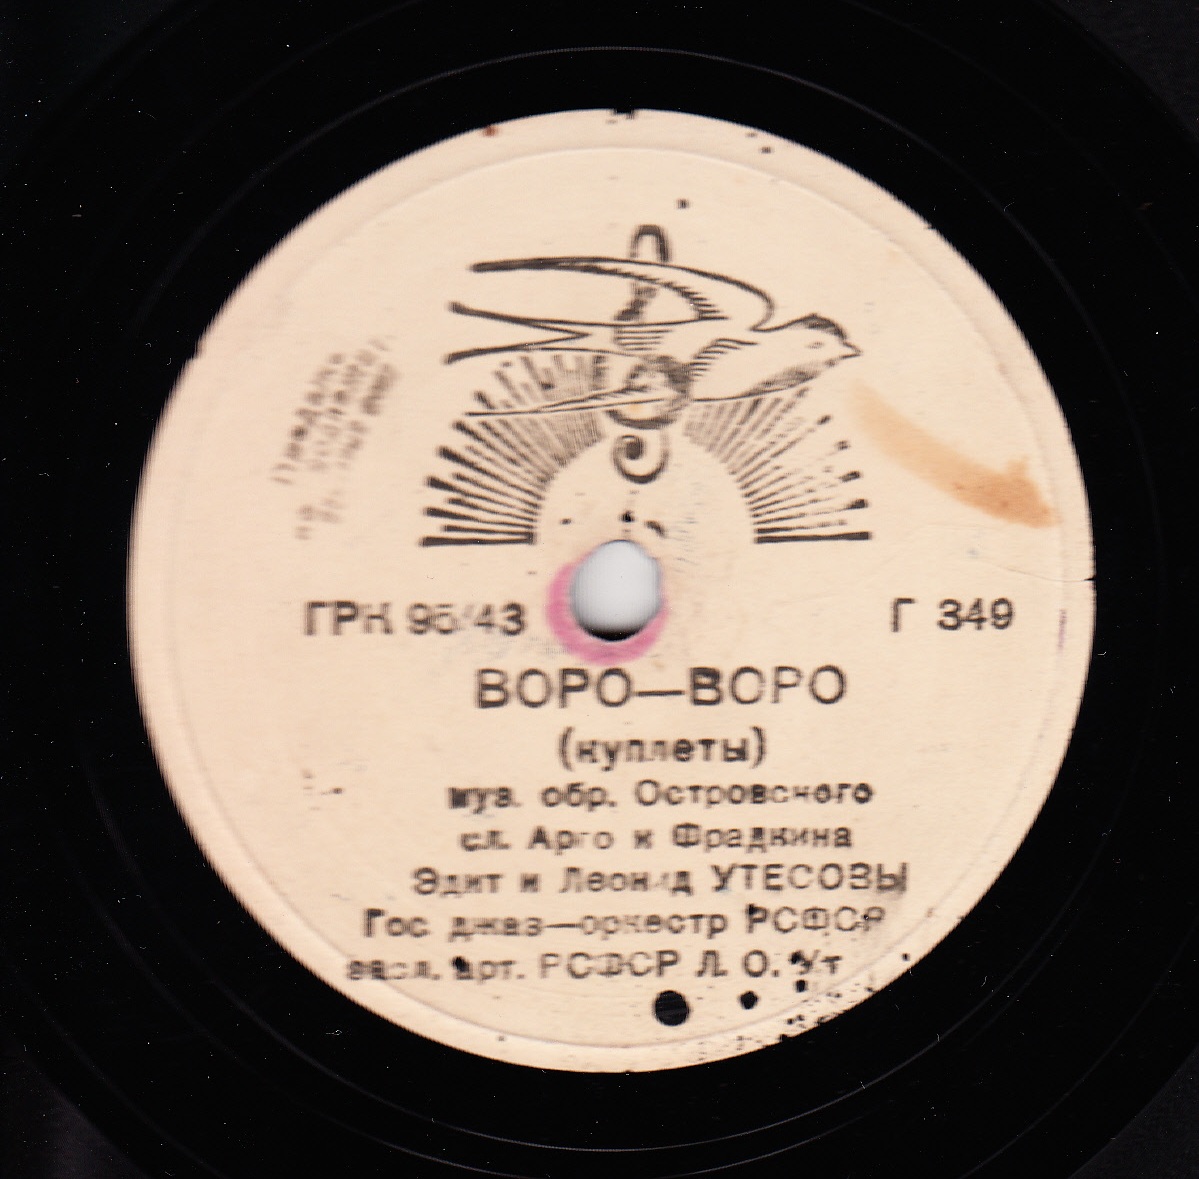 ГРК 95/43
Г 349
ВОРО—ВОРО
(куплеты)
муз. обр. Островского
сл. Арго и Фрадкина
Эдит и Леонид УТЕСОВЫ
Гос джаз—оркестр РСФСР
засл. арт. РСФСР Л. О. Ут